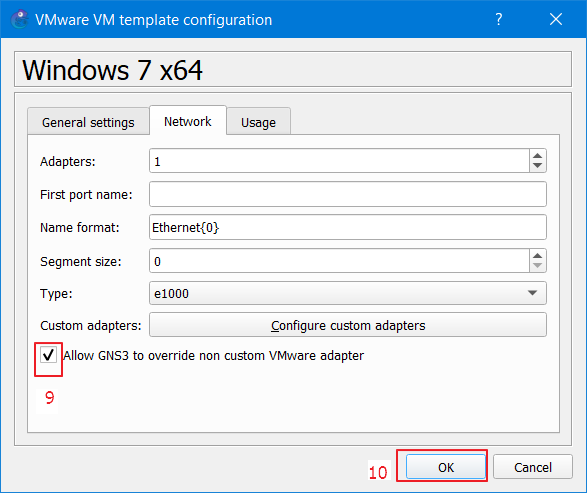 VMware VM template configuration
?
Windows 7 x64
General settings Network Usage
Adapters: 1
First port name:
Name format: Ethernet{0}
Segment size: 0
Type: e1000
Custom adapters: Configure custom adapters
Allow GNS3 to override non custom VMware adapter
9
10 OK Cancel